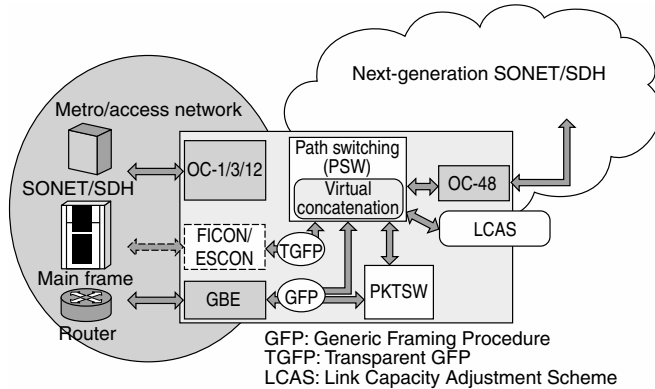 Next-generation SONET/SDH
Metro/access network
SONET/SDH
Main frame
Router
OC-1/3/12
FICON/
ESCON
GBE
TGFP
GFP
Path switching
(PSW)
Virtual
concatenation
PKTSW
OC-48
LCAS
GFP: Generic Framing Procedure
TGFP: Transparent GFP
LCAS: Link Capacity Adjustment Scheme